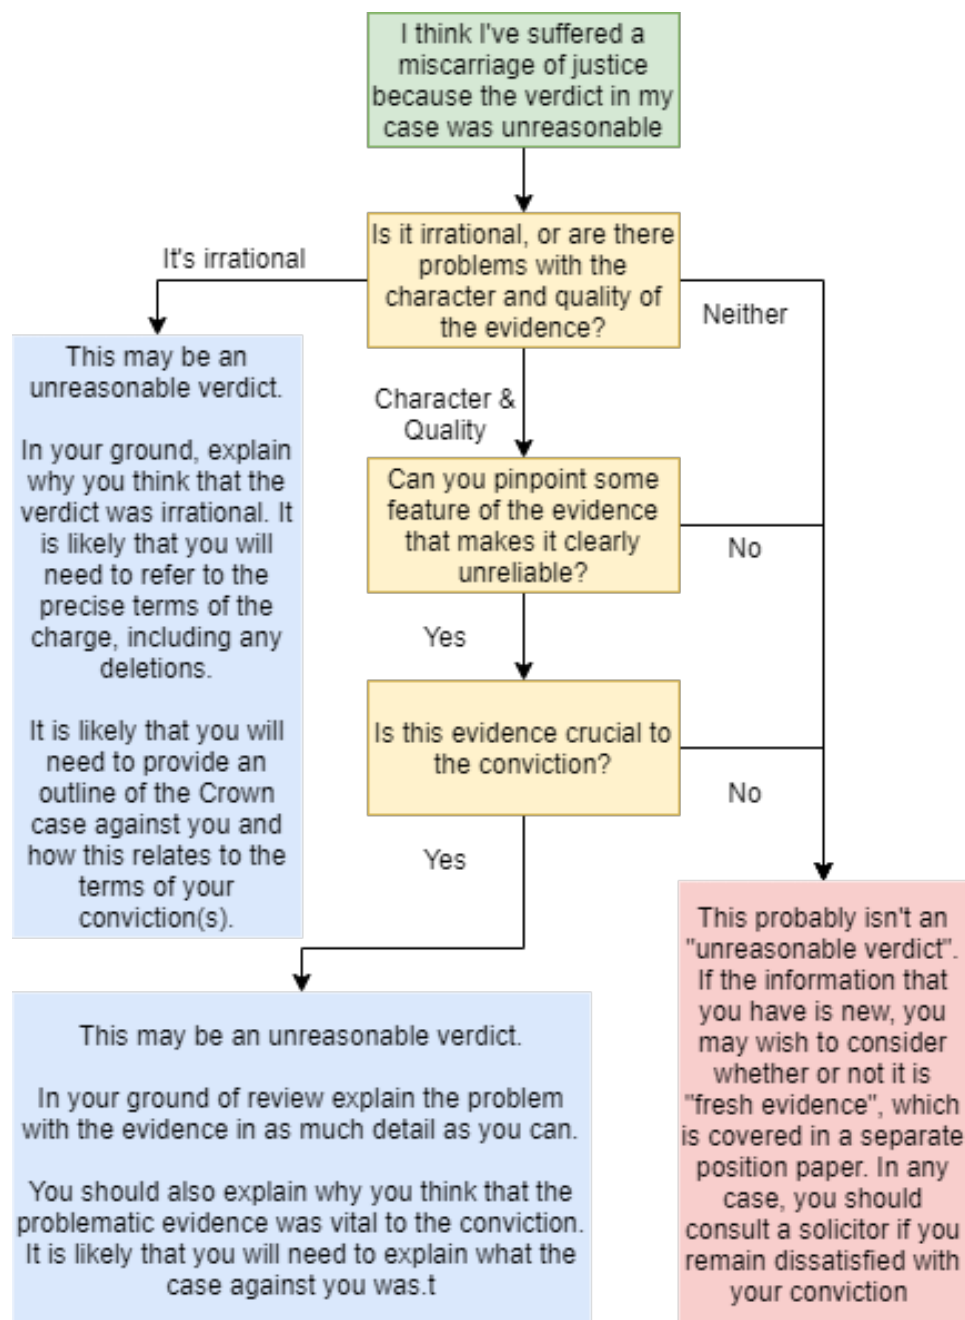 I think I've suffered a
miscarriage of justice
because the verdict in my
case was unreasonable
Is it irrational, or are there
problems with the
character and quality of
the evidence?
It's irrational
Neither
This may be an
unreasonable verdict.
In your ground, explain
why you think that the
verdict was irrational. It
is likely that you will
need to refer to the
precise terms of the
charge, including any
deletions.
It is likely that you will
need to provide an
outline of the Crown
case against you and
how this relates to the
terms of your
conviction(s).
Character &
Quality
Can you pinpoint some
feature of the evidence
that makes it clearly
unreliable?
No
Yes
Is this evidence crucial to
the conviction?
No
Yes
This may be an unreasonable verdict.
In your ground of review explain the problem
with the evidence in as much detail as you can.
You should also explain why you think that the
problematic evidence was vital to the conviction.
It is likely that you will need to explain what the
case against you was.t
This probably isn't an
"unreasonable verdict".
If the information that
you have is new, you
may wish to consider
whether or not it is
"fresh evidence", which
is covered in a separate
position paper. In any
case, you should
consult a solicitor if you
remain dissatisfied with
your conviction